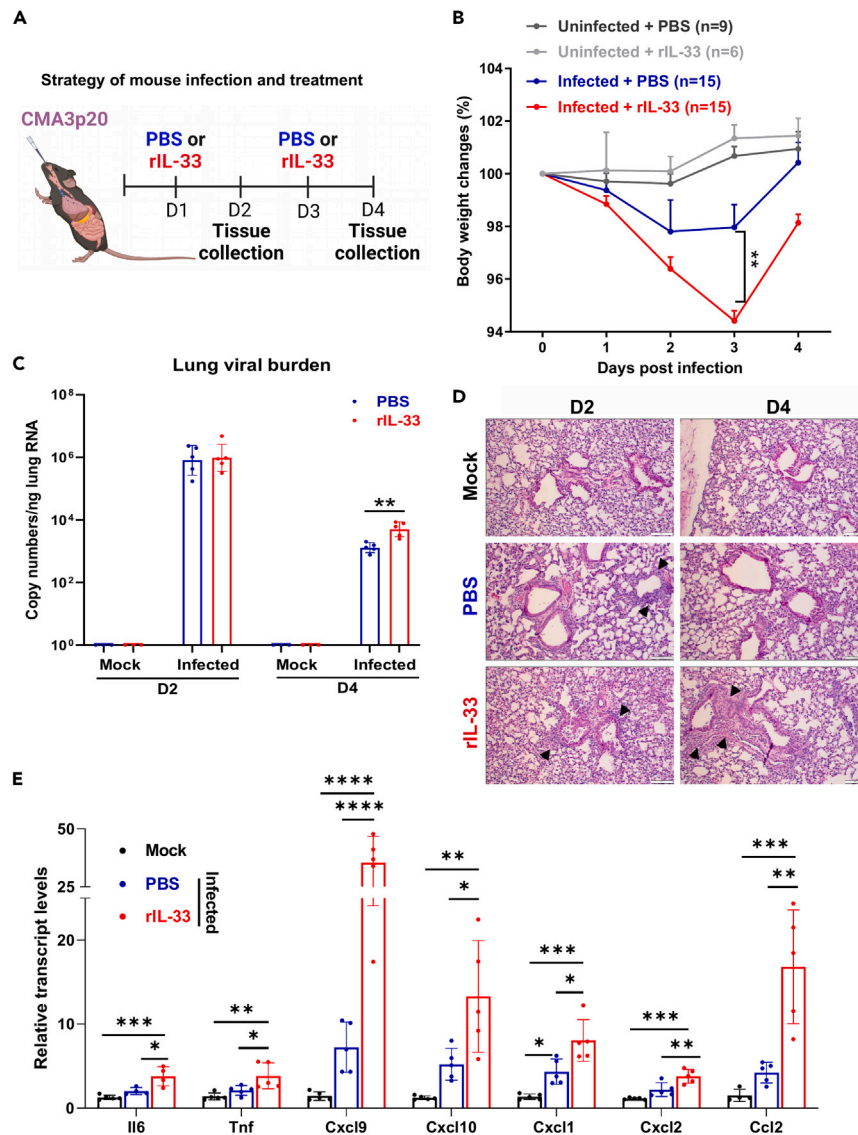 A
Strategy of mouse infection and treatment
CMA3p20
PBS or
rIL-33
PBS or
rIL-33
D1
D2
D3
D4
Tissue
collection
Tissue
collection
B
Uninfected + PBS (n=9)
Uninfected + rIL-33 (n=6)
Infected + PBS (n=15)
Infected + rIL-33 (n=15)
Body weight changes (%)
104
102
100
98
96
94
**
0
1
2
3
4
Days post infection
C
Lung viral burden
PBS
rIL-33
Copy numbers/ng lung RNA
10⁸
10⁶
10⁴
10²
10⁰
**
Mock
Infected
Mock
Infected
D2
D4
D
D2
D4
Mock
PBS
rIL-33
E
Mock
PBS
rIL-33
Infected
Relative transcript levels
50
25
20
10
0
***
*
**
*
****
****
**
*
***
*
*
***
**
***
**
Il6
Tnf
Cxcl9
Cxcl10
Cxcl1
Cxcl2
Ccl2